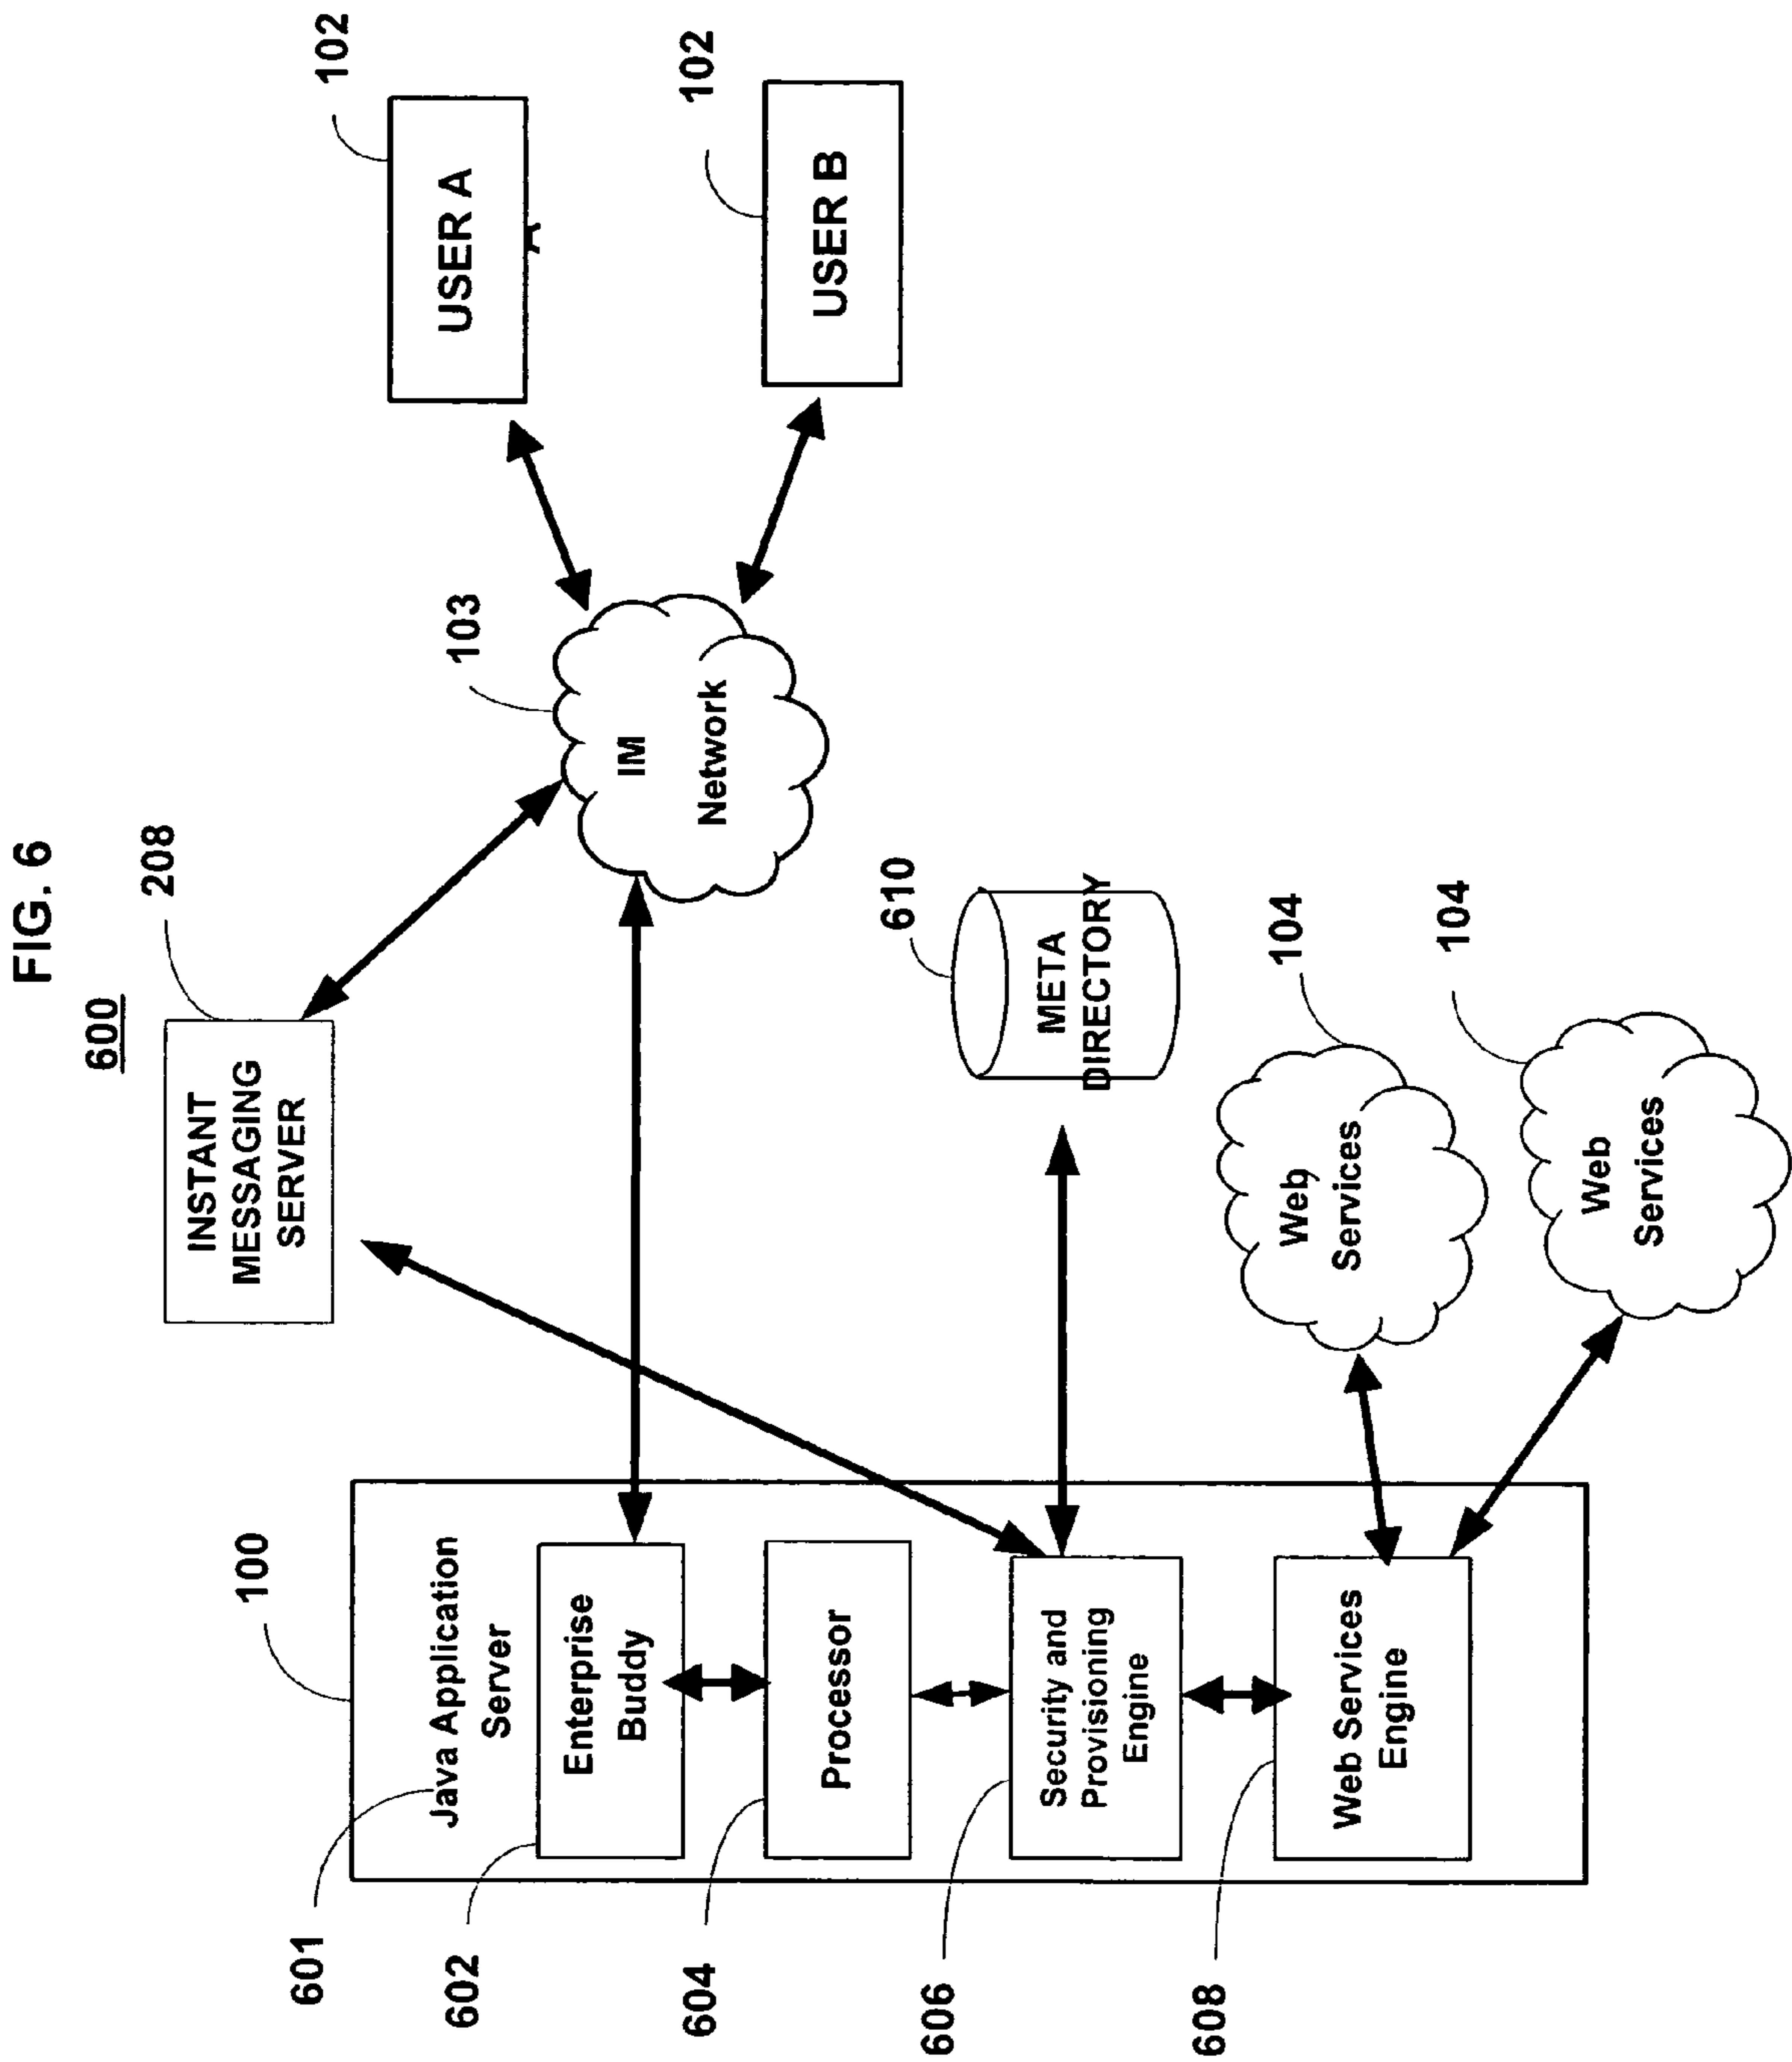 FIG. 6
600
208
INSTANT
MESSAGING
SERVER
102
USER A
A
102
USER B
103
IM
Network
100
601
Java Application
Server
602
Enterprise
Buddy
604
Processor
606
Security and
Provisioning
Engine
608
Web Services
Engine
610
META
DIRECTORY
104
Web
Services
104
Web
Services